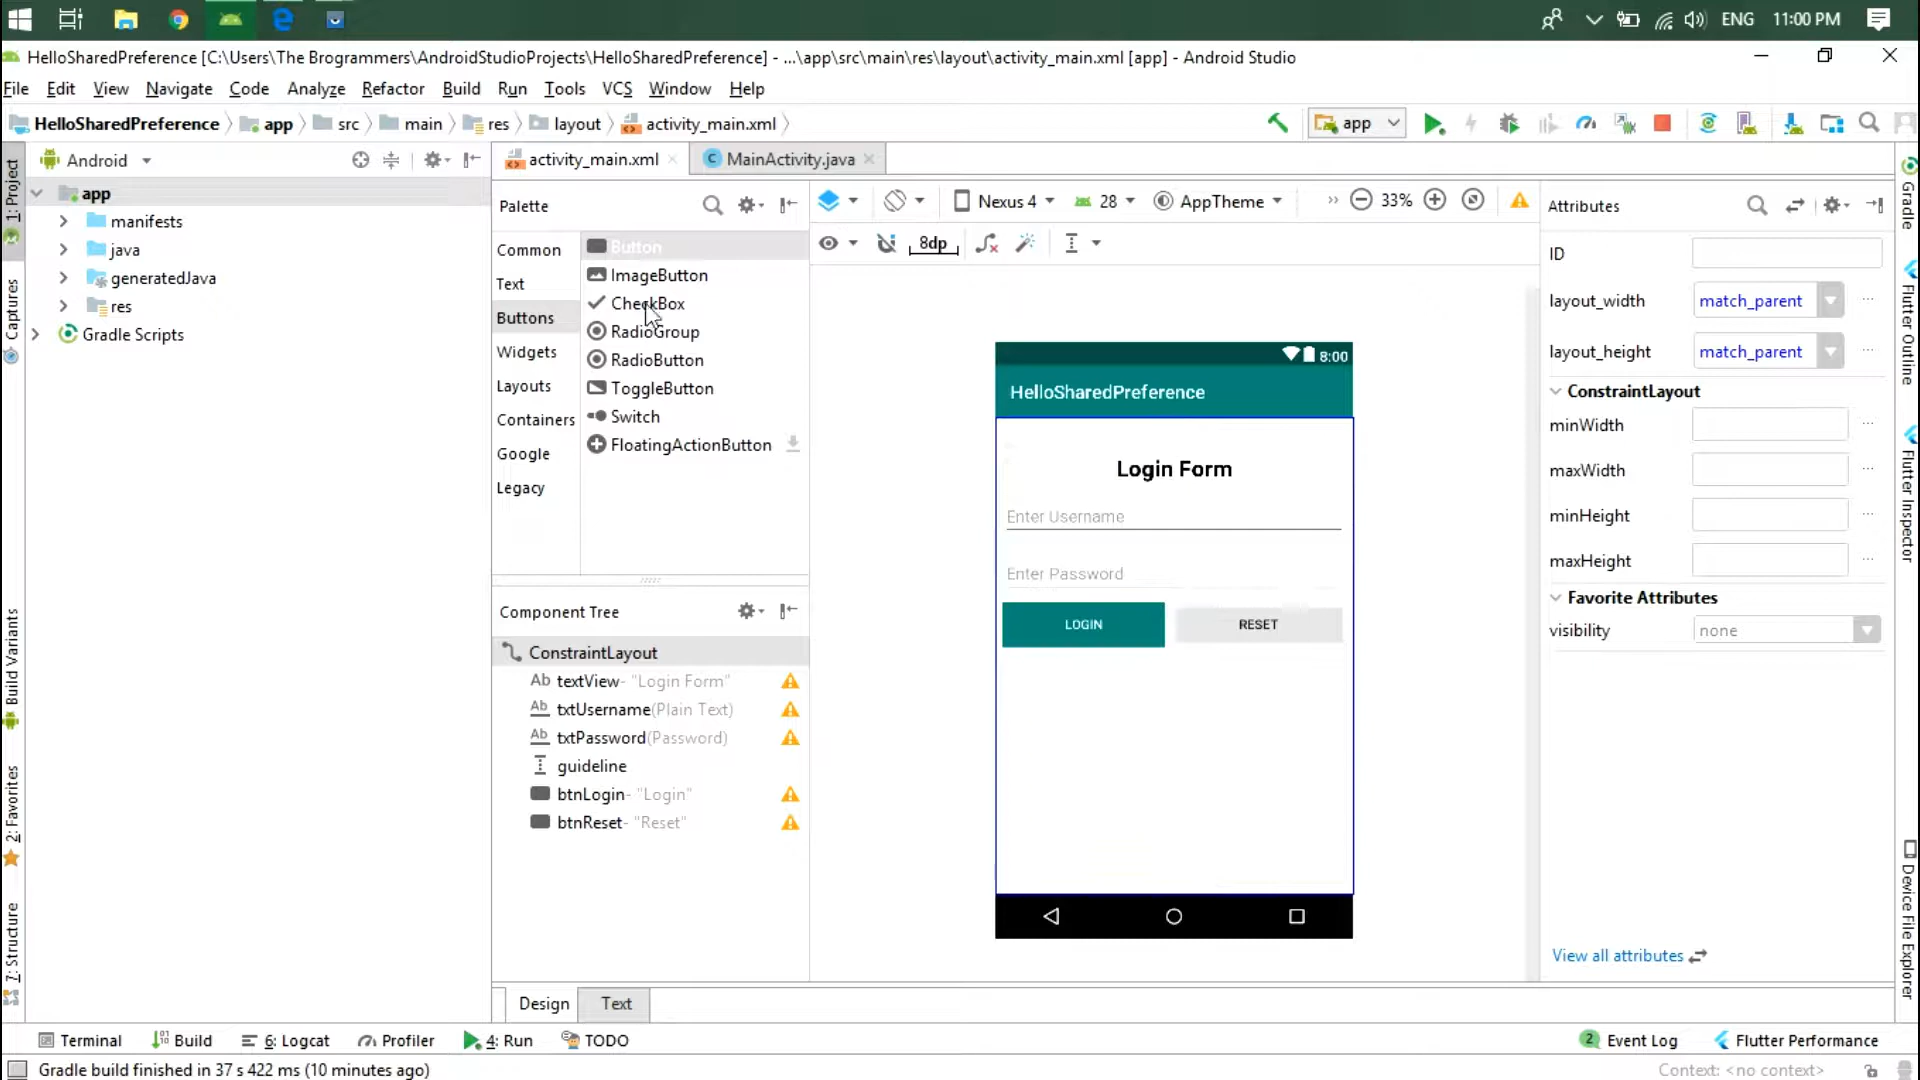 ENG 11:00 PM
HelloSharedPreference [C:\Users\The Brogrammers\AndroidStudioProjects\HelloSharedPreference] - ...\app\src\main\res\layout\activity_main.xml [app] - Android Studio
File Edit View Navigate Code Analyze Refactor Build Run Tools VCS Window Help
HelloSharedPreference app src main res layout activity_main.xml app
1: Project
Captures
Build Variants
2: Favorites
7: Structure
Android
app
manifests
java
generatedJava
res
Gradle Scripts
activity_main.xml MainActivity.java
Palette
Common
Text
Buttons
Widgets
Layouts
Containers
Google
Legacy
Button
ImageButton
CheckBox
RadioGroup
RadioButton
ToggleButton
Switch
FloatingActionButton
Component Tree
ConstraintLayout
Ab textView- "Login Form"
Ab txtUsername(Plain Text)
Ab txtPassword(Password)
guideline
btnLogin- "Login"
btnReset- "Reset"
Nexus 4 28 AppTheme 33%
8dp
8:00
HelloSharedPreference
Login Form
Enter Username
Enter Password
LOGIN RESET
Attributes
ID
layout_width match_parent
layout_height match_parent
ConstraintLayout
minWidth
maxWidth
minHeight
maxHeight
Favorite Attributes
visibility none
View all attributes
Gradle
Flutter Outline
Flutter Inspector
Device File Explorer
Design Text
Terminal Build 6: Logcat Profiler 4: Run TODO 2 Event Log Flutter Performance
Gradle build finished in 37 s 422 ms (10 minutes ago) Context: <no context>